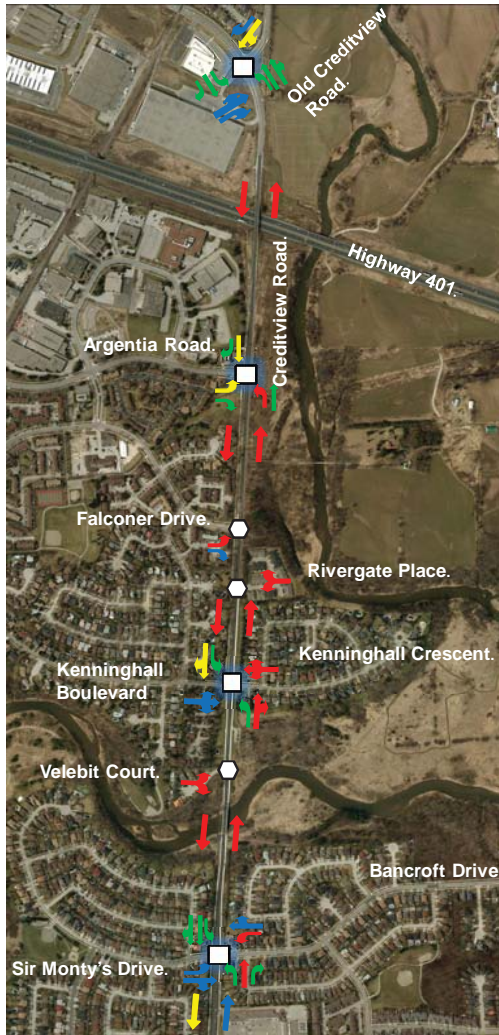 Old Creditview
Road.
Highway 401.
Creditview Road.
Argentia Road.
Falconer Drive.
Rivergate Place.
Kenninghall Crescent.
Kenninghall
Boulevard
Velebit Court.
Bancroft Drive
Sir Monty's Drive.